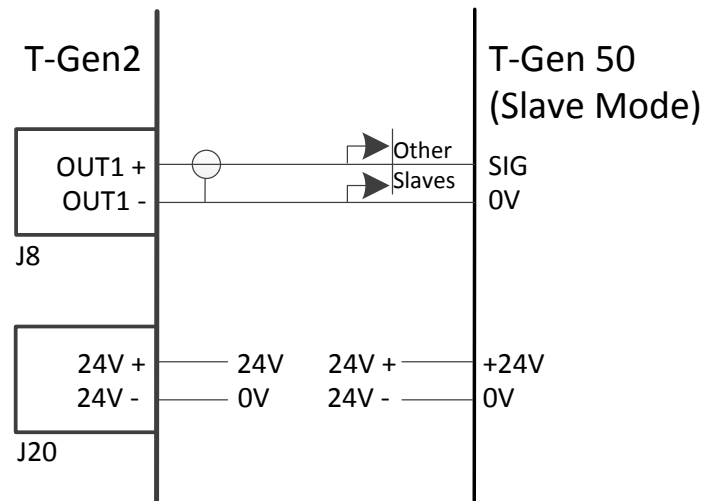 T-Gen2
T-Gen 50
(Slave Mode)
OUT1 +
OUT1 -
J8
Other
Slaves
SIG
0V
24V +
24V -
J20
24V
0V
24V +
24V -
+24V
0V